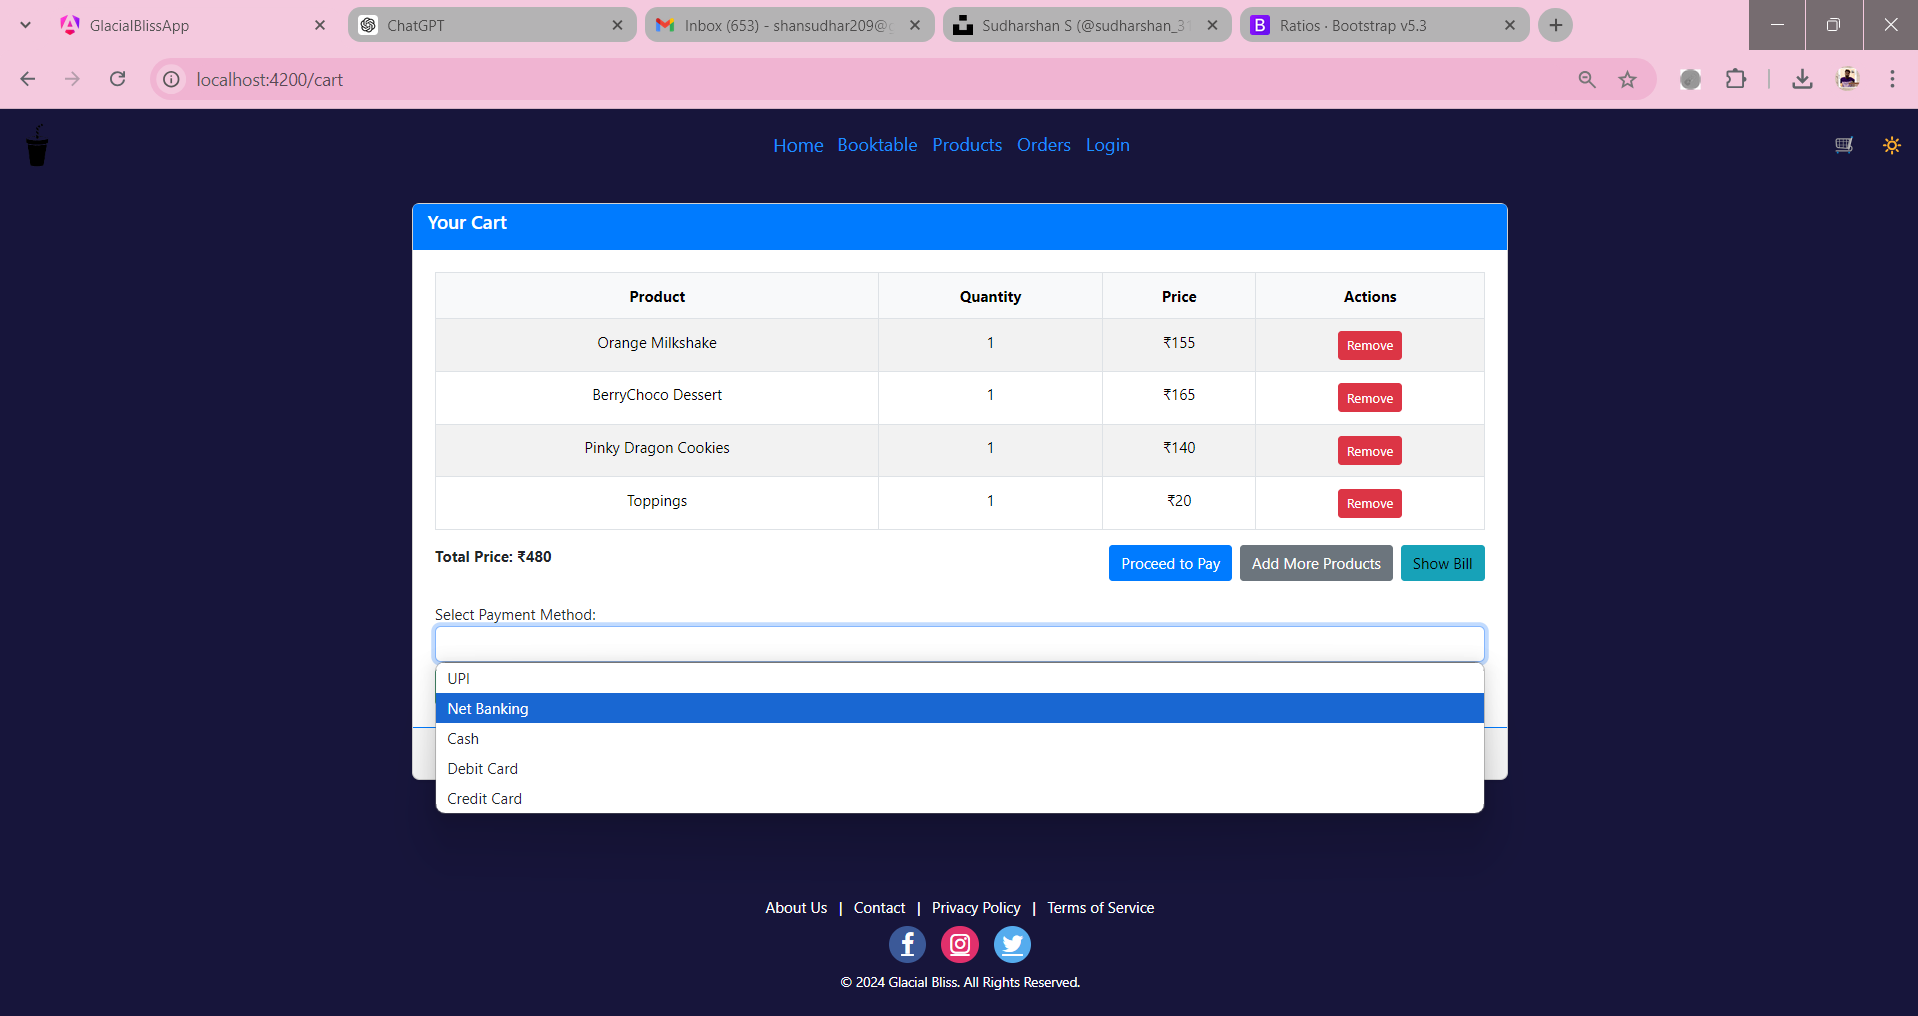 GlacialBlissApp
ChatGPT
Inbox (653) - shansudhar209@g
Sudharshan S (@sudharshan_31
Ratios · Bootstrap v5.3
localhost:4200/cart
Home Booktable Products Orders Login
Your Cart
Product Quantity Price Actions
Orange Milkshake 1 ₹155 Remove
BerryChoco Dessert 1 ₹165 Remove
Pinky Dragon Cookies 1 ₹140 Remove
Toppings 1 ₹20 Remove
Total Price: ₹480 Proceed to Pay Add More Products Show Bill
Select Payment Method:
UPI
Net Banking
Cash
Debit Card
Credit Card
About Us | Contact | Privacy Policy | Terms of Service
© 2024 Glacial Bliss. All Rights Reserved.